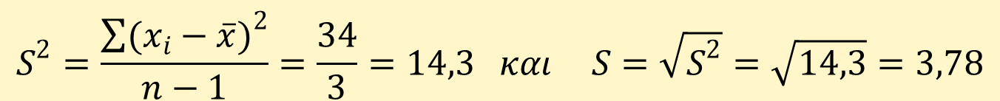 S² = ∑(xᵢ − x̄)² / n − 1 = 34 / 3 = 14,3 και S = √S² = √14,3 = 3,78